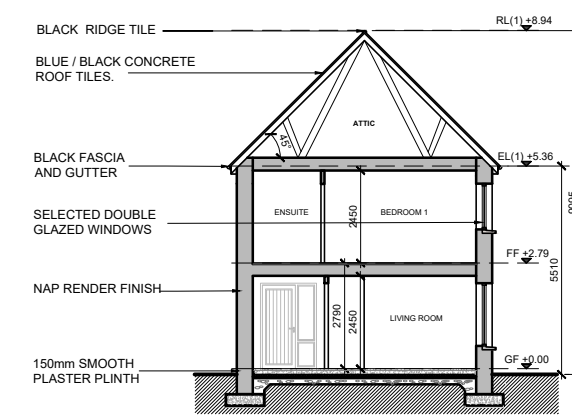 BLACK RIDGE TILE
RL(1) +8.94
BLUE / BLACK CONCRETE
ROOF TILES.
ATTIC
45°
BLACK FASCIA
AND GUTTER
EL(1) +5.36
SELECTED DOUBLE
GLAZED WINDOWS
ENSUITE
2450
BEDROOM 1
FF +2.79
5510
NAP RENDER FINISH
2790
2450
LIVING ROOM
150mm SMOOTH
PLASTER PLINTH
GF +0.00